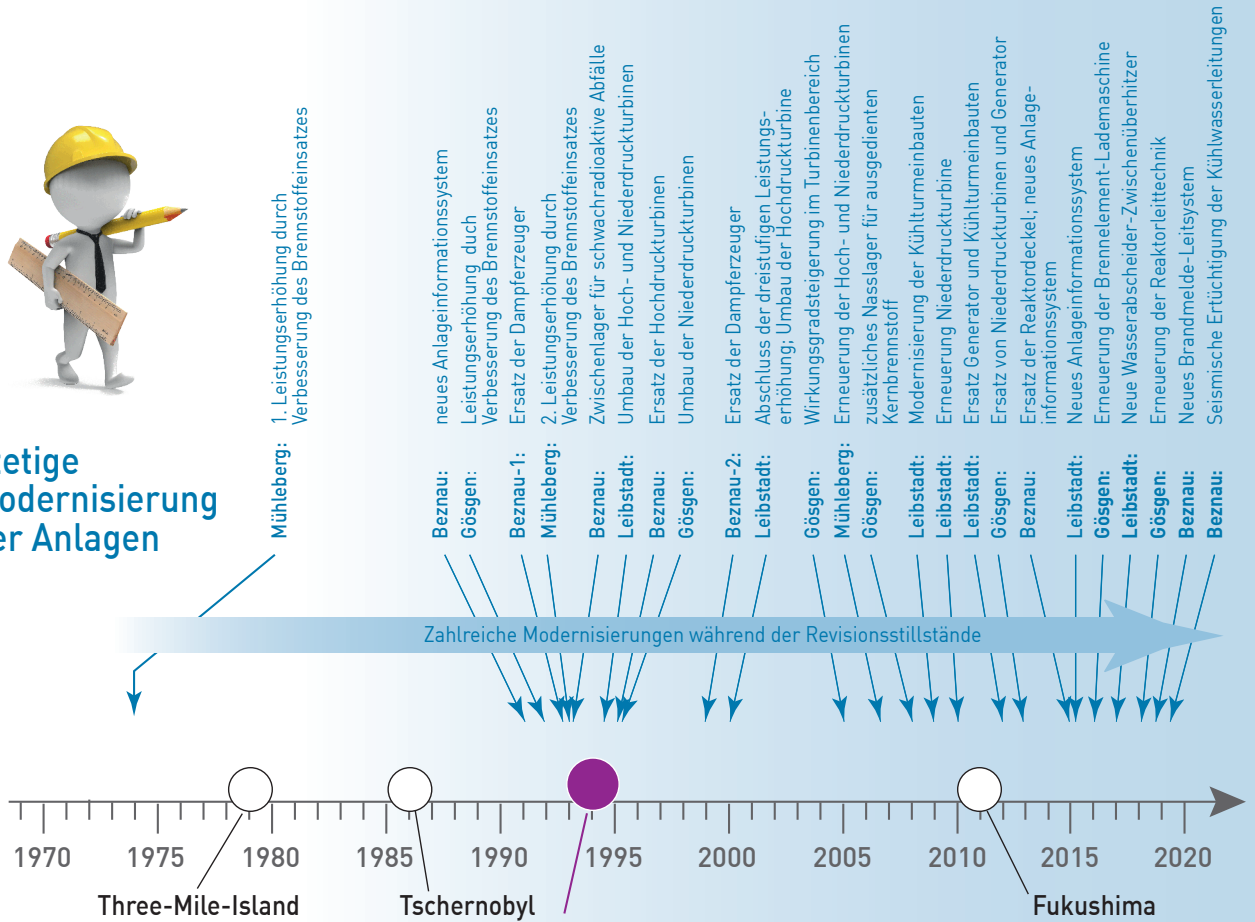 1. Leistungserhöhung durch
Verbesserung des Brennstoffeinsatzes
neues Anlageinformationssystem
Leistungserhöhung duch
Verbesserung des Brennstoffeinsatzes
Ersatz der Dampferzeuger
2. Leistungserhöhung durch
Verbesserung des Brennstoffeinsatzes
Zwischenlager für schwachradioaktive Abfälle
Umbau der Hoch- und Niederdruckturbinen
Ersatz der Hochdruckturbinen
Umbau der Niederdruckturbinen
Ersatz der Dampferzeuger
Abschluss der dreistufigen Leistungs-
erhöhung; Umbau der Hochdruckturbine
Wirkungsgradsteigerung im Turbinenbereich
Erneuerung der Hoch- und Niederdruckturbinen
zusätzliches Nasslager für ausgedienten
Kernbrennstoff
Modernisierung der Kühlturmeinbauten
Erneuerung Niederdruckturbine
Ersatz Generator und Kühlturmeinbauten
Ersatz von Niederdruckturbinen und Generator
Ersatz der Reaktordeckel; neues Anlage-
informationssystem
Neues Anlageinformationssystem
Erneuerung der Brennelement-Lademaschine
Neue Wasserabscheider-Zwischenüberhitzer
Erneuerung der Reaktorleittechnik
Neues Brandmelde-Leitsystem
Seismische Ertüchtigung der Kühlwasserleitungen
Mühleberg:
Beznau:
Gösgen:
Beznau-1:
Mühleberg:
Beznau:
Leibstadt:
Beznau:
Gösgen:
Beznau-2:
Leibstadt:
Gösgen:
Mühleberg:
Gösgen:
Leibstadt:
Leibstadt:
Leibstadt:
Gösgen:
Beznau:
Leibstadt:
Gösgen:
Leibstadt:
Gösgen:
Beznau:
Beznau:
etige
odernisierung
er Anlagen
Zahlreiche Modernisierungen während der Revisionsstillstände
1970 1975 1980 1985 1990 1995 2000 2005 2010 2015 2020
Three-Mile-Island Tschernobyl Fukushima